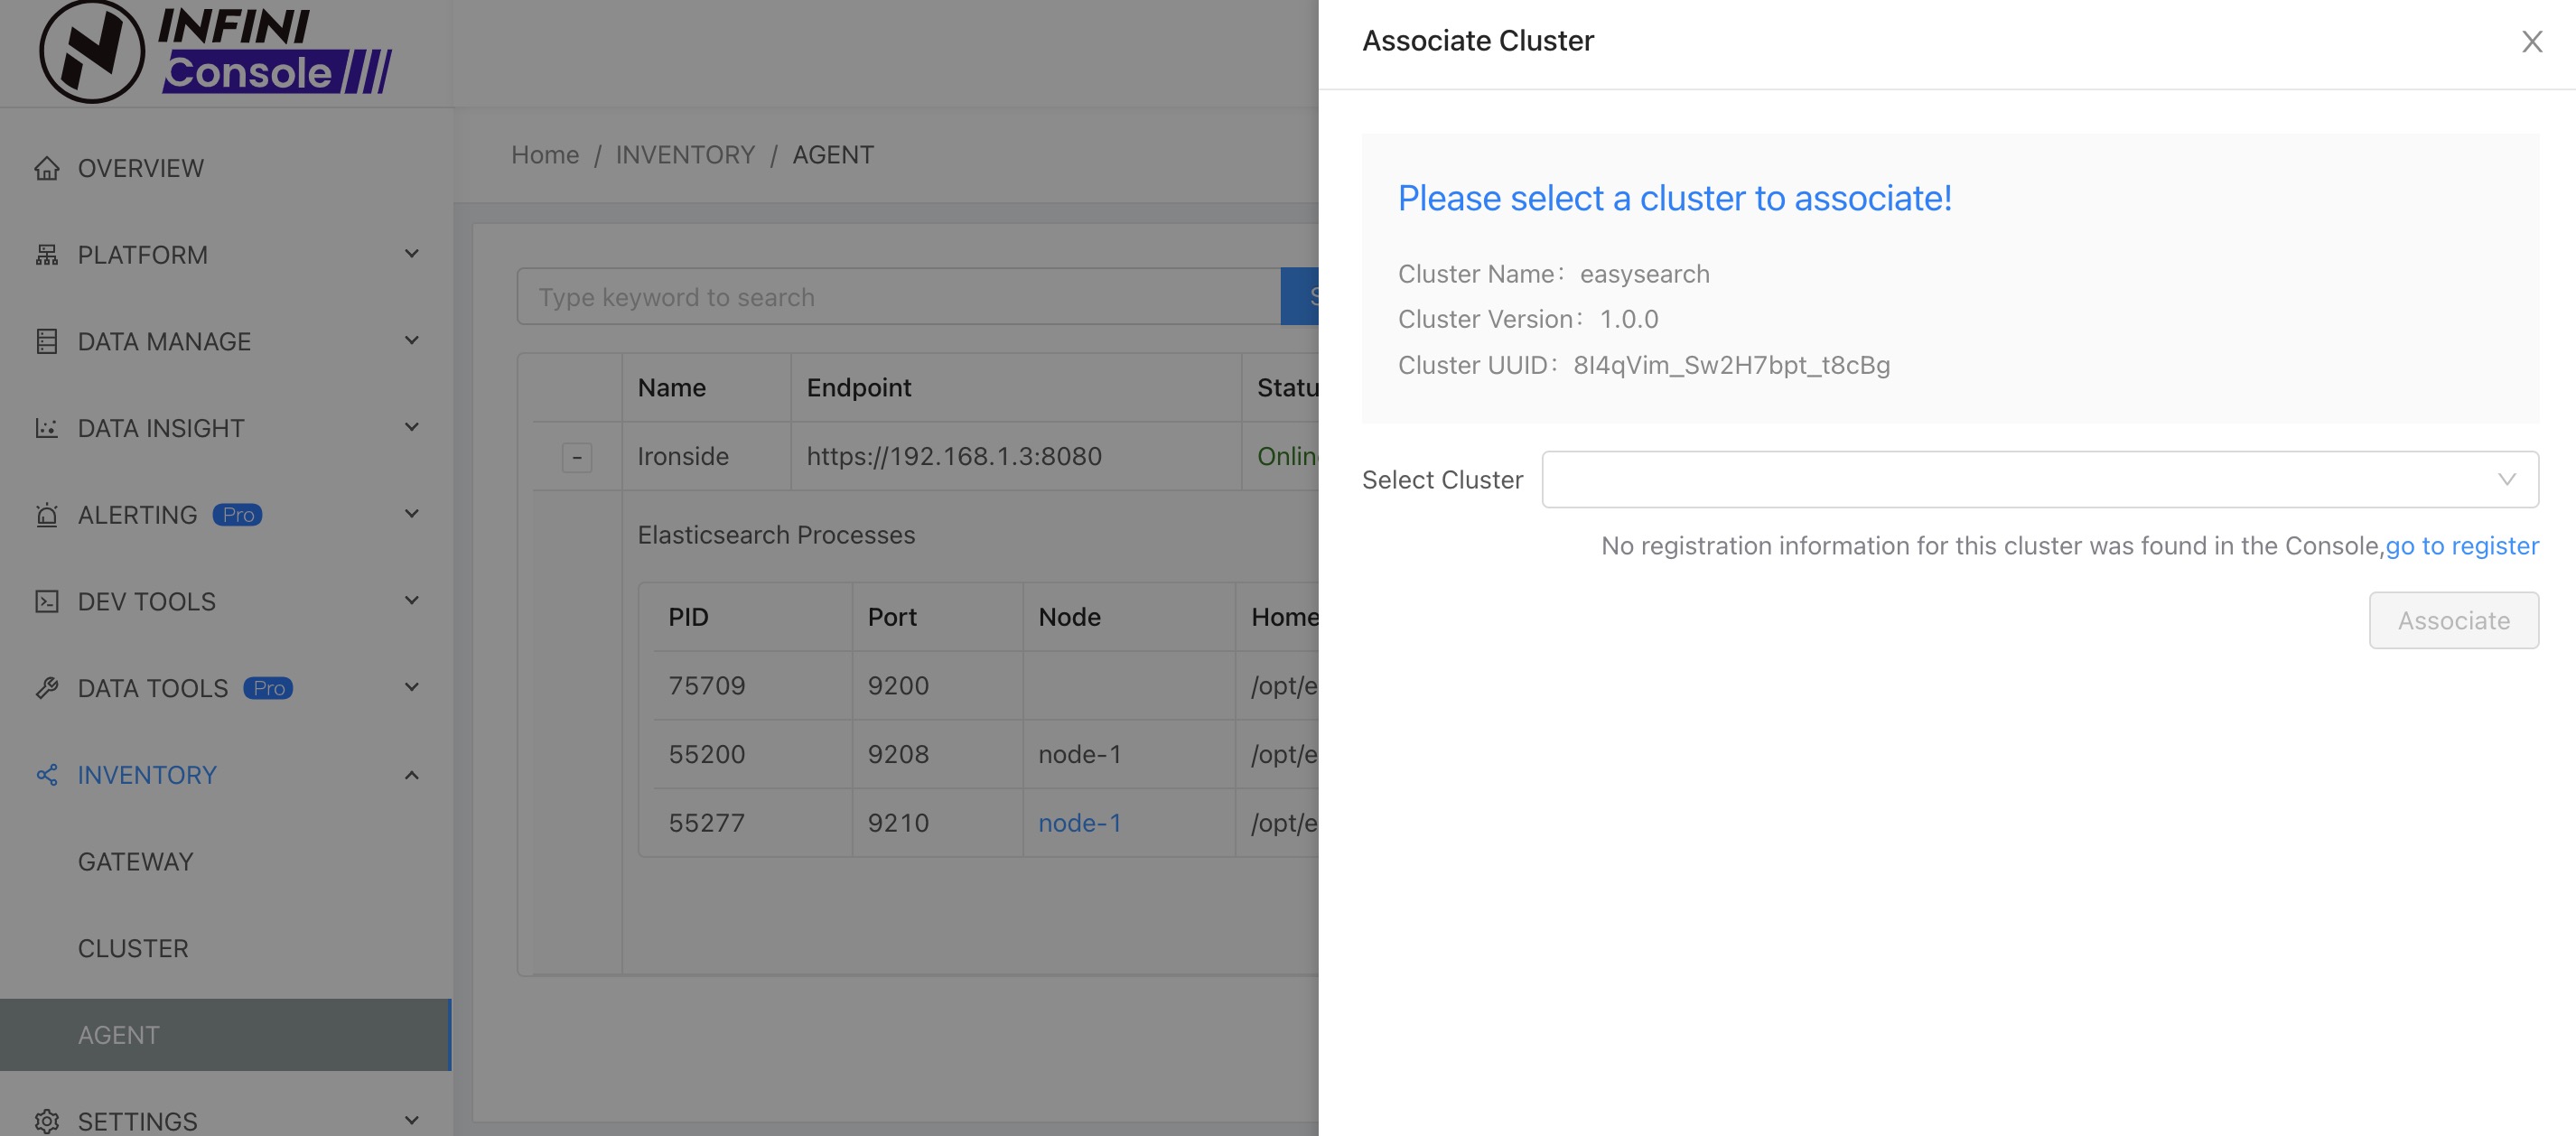 INFINI
Console
OVERVIEW
PLATFORM
DATA MANAGE
DATA INSIGHT
ALERTING Pro
DEV TOOLS
DATA TOOLS Pro
INVENTORY
GATEWAY
CLUSTER
AGENT
SETTINGS
Home / INVENTORY / AGENT
Type keyword to search
Name Endpoint Statu
- Ironside https://192.168.1.3:8080 Onlin
Elasticsearch Processes
PID Port Node Home
75709 9200 /opt/e
55200 9208 node-1 /opt/e
55277 9210 node-1 /opt/e
Associate Cluster
Please select a cluster to associate!
Cluster Name: easysearch
Cluster Version: 1.0.0
Cluster UUID: 8I4qVim_Sw2H7bpt_t8cBg
Select Cluster
No registration information for this cluster was found in the Console,go to register
Associate